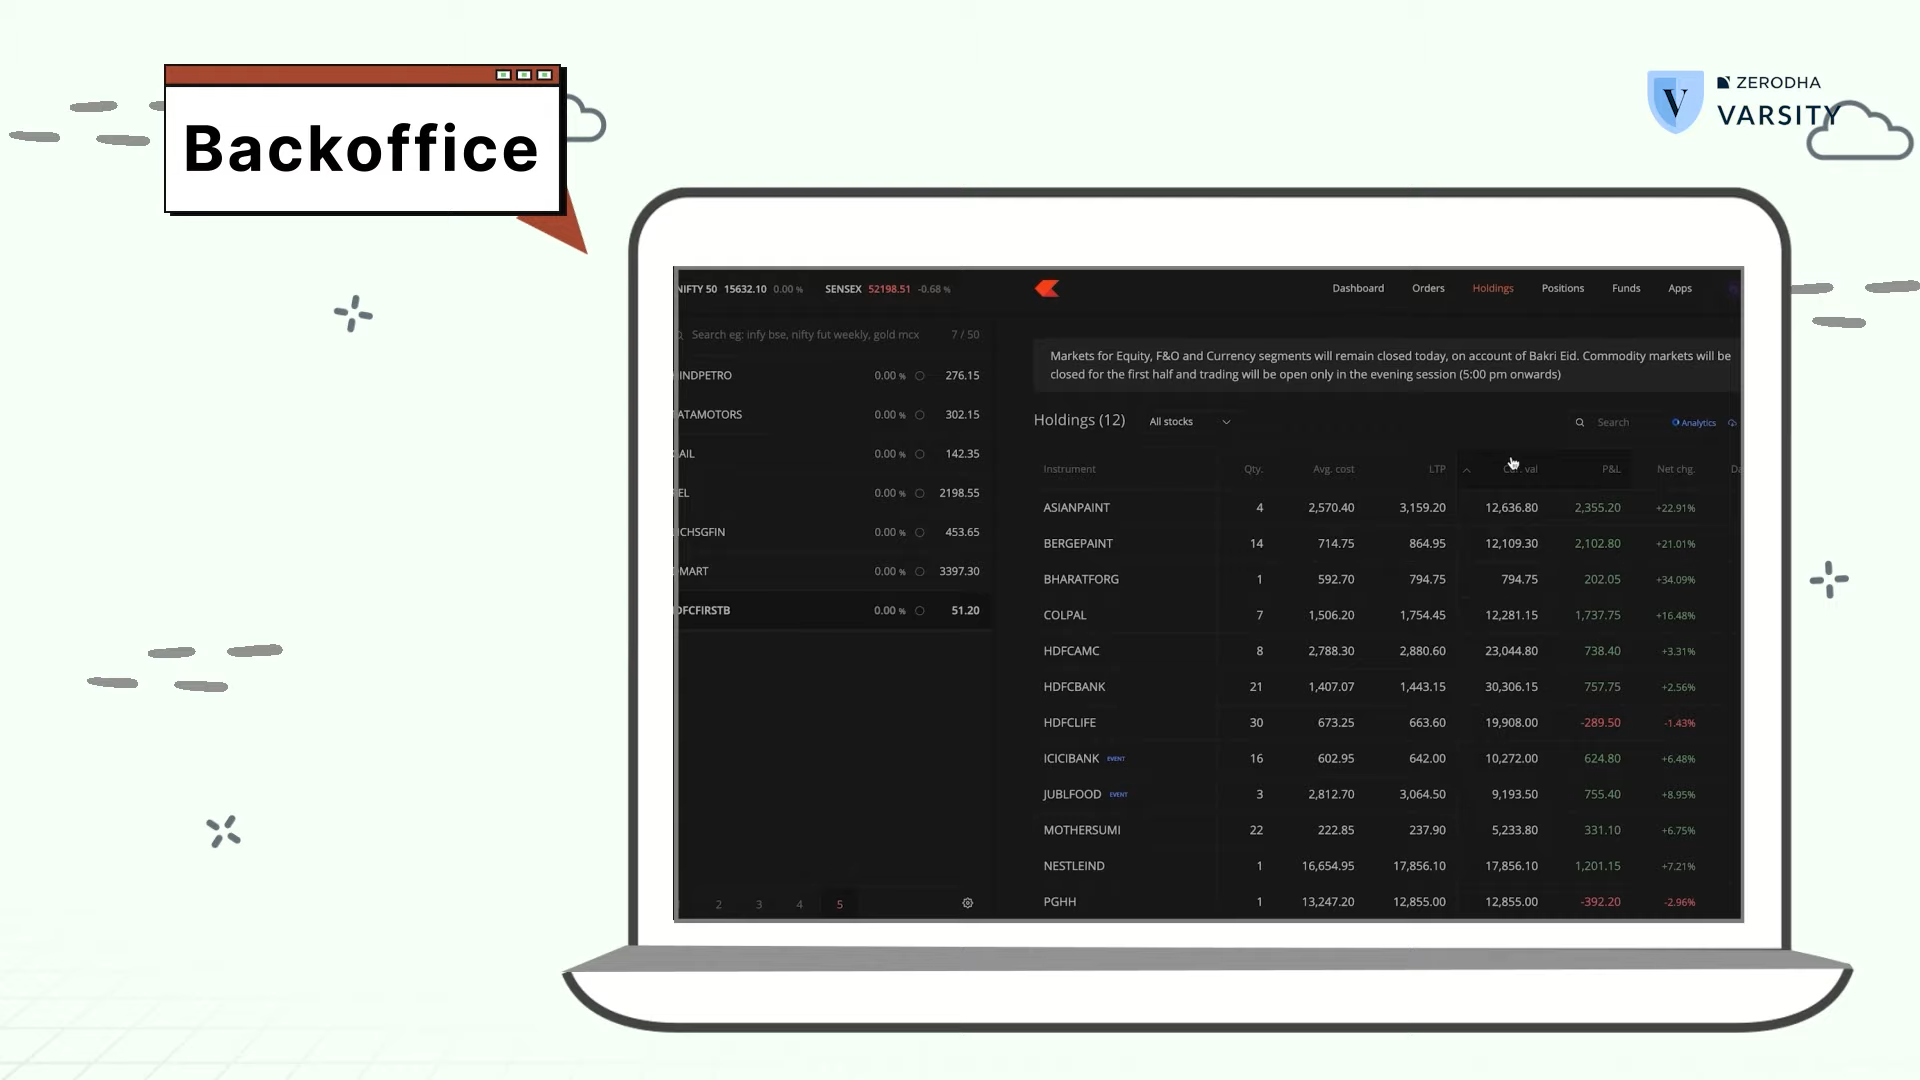 Backoffice
ZERODHA
VARSITY
NIFTY 50 15632.10 0.00 % SENSEX 52198.51 -0.68 %
Dashboard Orders Holdings Positions Funds Apps
Search eg: infy bse, nifty fut weekly, gold mcx 7 / 50
INDPETRO 0.00 % 276.15
ATAMOTORS 0.00 % 302.15
AIL 0.00 % 142.35
EL 0.00 % 2198.55
ICHSGFIN 0.00 % 453.65
MART 0.00 % 3397.30
DFCFIRSTB 0.00 % 51.20
2 3 4 5
Markets for Equity, F&O and Currency segments will remain closed today, on account of Bakri Eid. Commodity markets will be
closed for the first half and trading will be open only in the evening session (5:00 pm onwards)
Holdings (12) All stocks Search Analytics
Instrument Qty. Avg. cost LTP Cur. val P&L Net chg. Da
ASIANPAINT 4 2,570.40 3,159.20 12,636.80 2,355.20 +22.91%
BERGEPAINT 14 714.75 864.95 12,109.30 2,102.80 +21.01%
BHARATFORG 1 592.70 794.75 794.75 202.05 +34.09%
COLPAL 7 1,506.20 1,754.45 12,281.15 1,737.75 +16.48%
HDFCAMC 8 2,788.30 2,880.60 23,044.80 738.40 +3.31%
HDFCBANK 21 1,407.07 1,443.15 30,306.15 757.75 +2.56%
HDFCLIFE 30 673.25 663.60 19,908.00 -289.50 -1.43%
ICICIBANK EVENT 16 602.95 642.00 10,272.00 624.80 +6.48%
JUBLFOOD EVENT 3 2,812.70 3,064.50 9,193.50 755.40 +8.95%
MOTHERSUMI 22 222.85 237.90 5,233.80 331.10 +6.75%
NESTLEIND 1 16,654.95 17,856.10 17,856.10 1,201.15 +7.21%
PGHH 1 13,247.20 12,855.00 12,855.00 -392.20 -2.96%